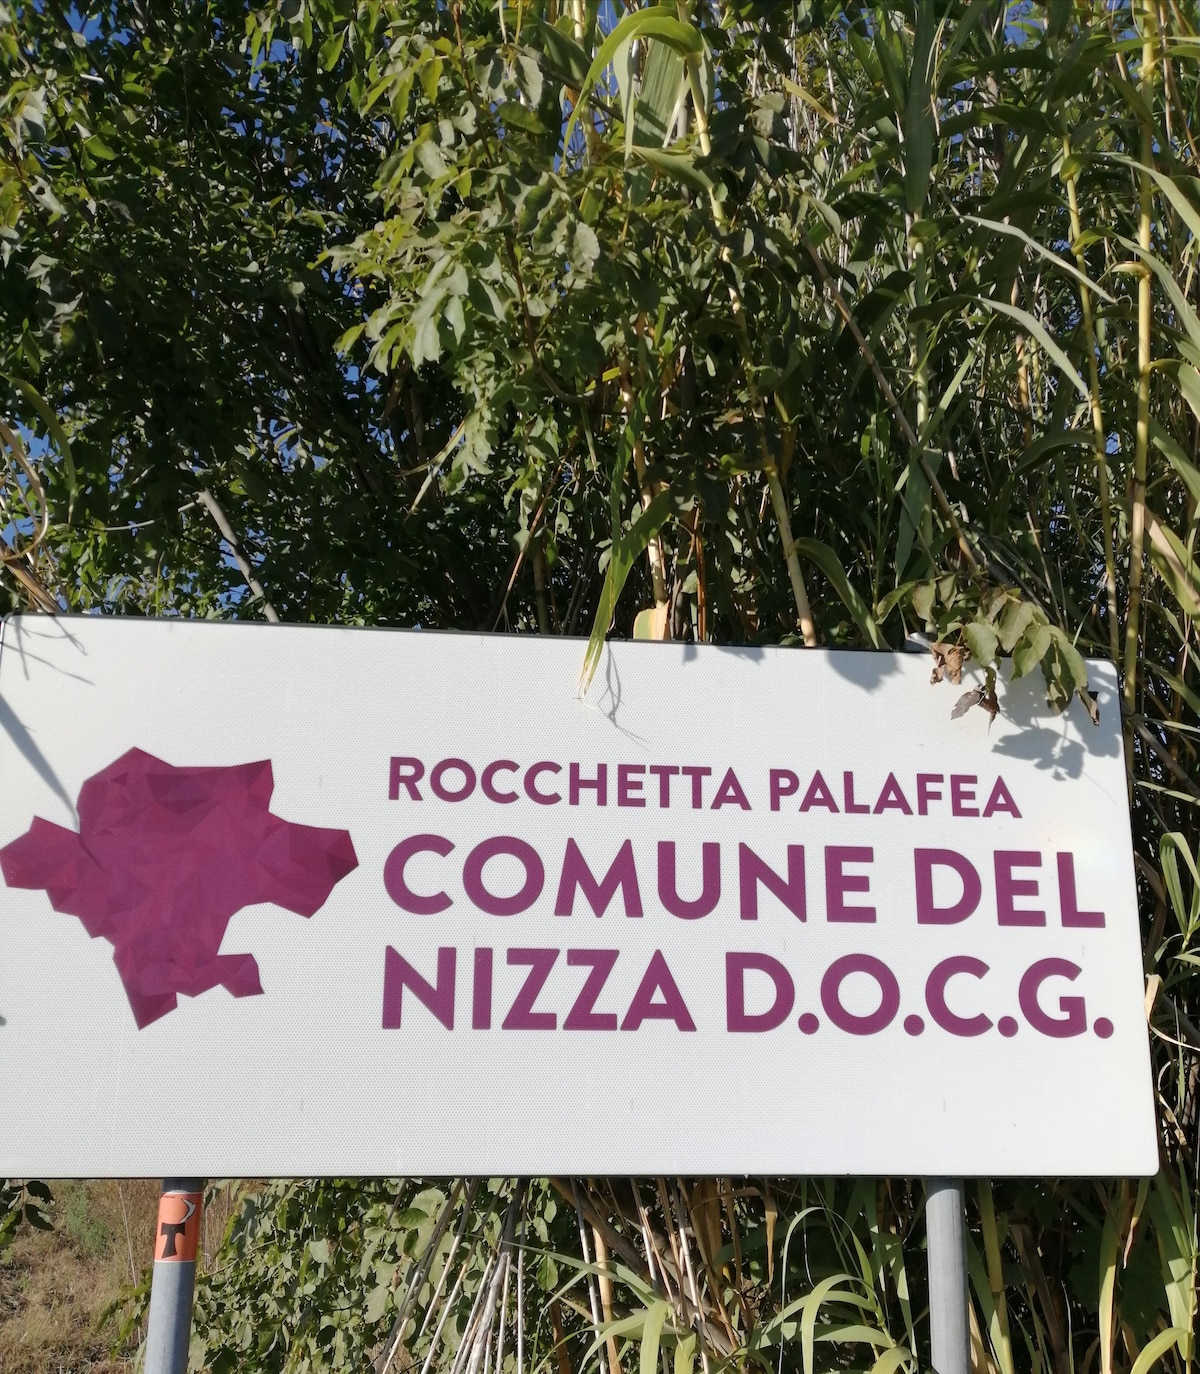 ROCCHETTA PALAFEA
COMUNE DEL
NIZZA D.O.C.G.